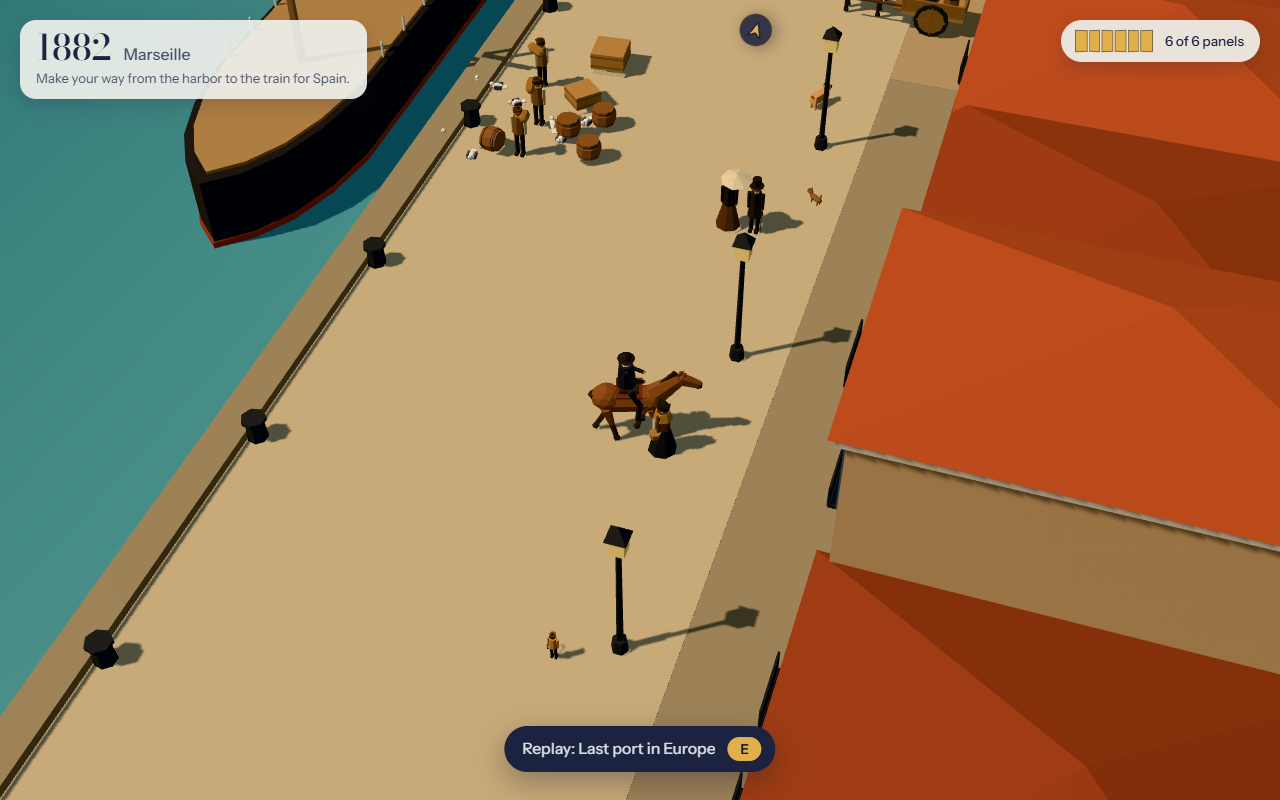 1882 Marseille
Make your way from the harbor to the train for Spain.
6 of 6 panels
Replay: Last port in Europe E